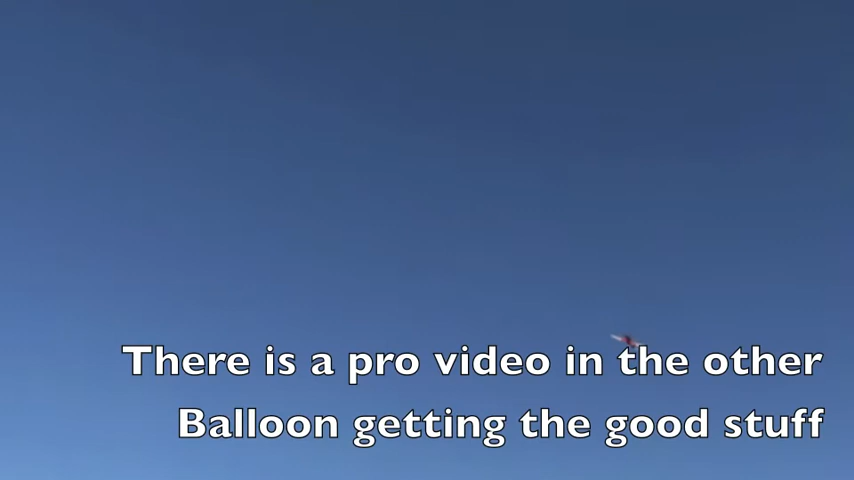 There is a pro video in the other
Balloon getting the good stuff